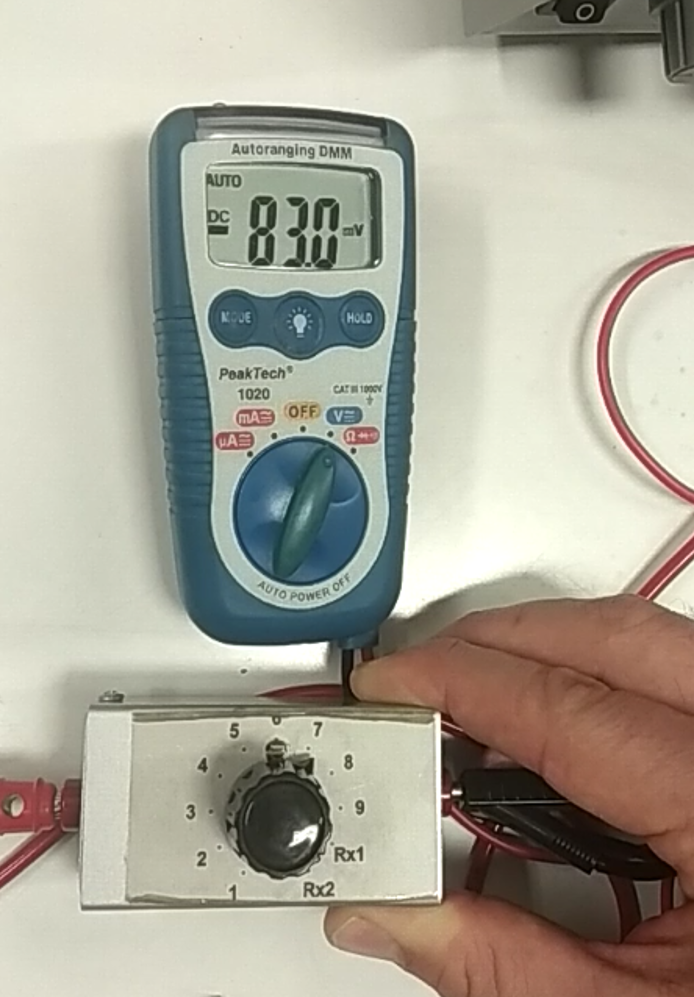 Autoranging DMM
AUTO
DC 83.0 mV
MODE HOLD
PeakTech®
1020 CAT III 1000V
µA mA OFF V Ω
AUTO POWER OFF
5 6 7
4 8
3 9
2 Rx1
1 Rx2